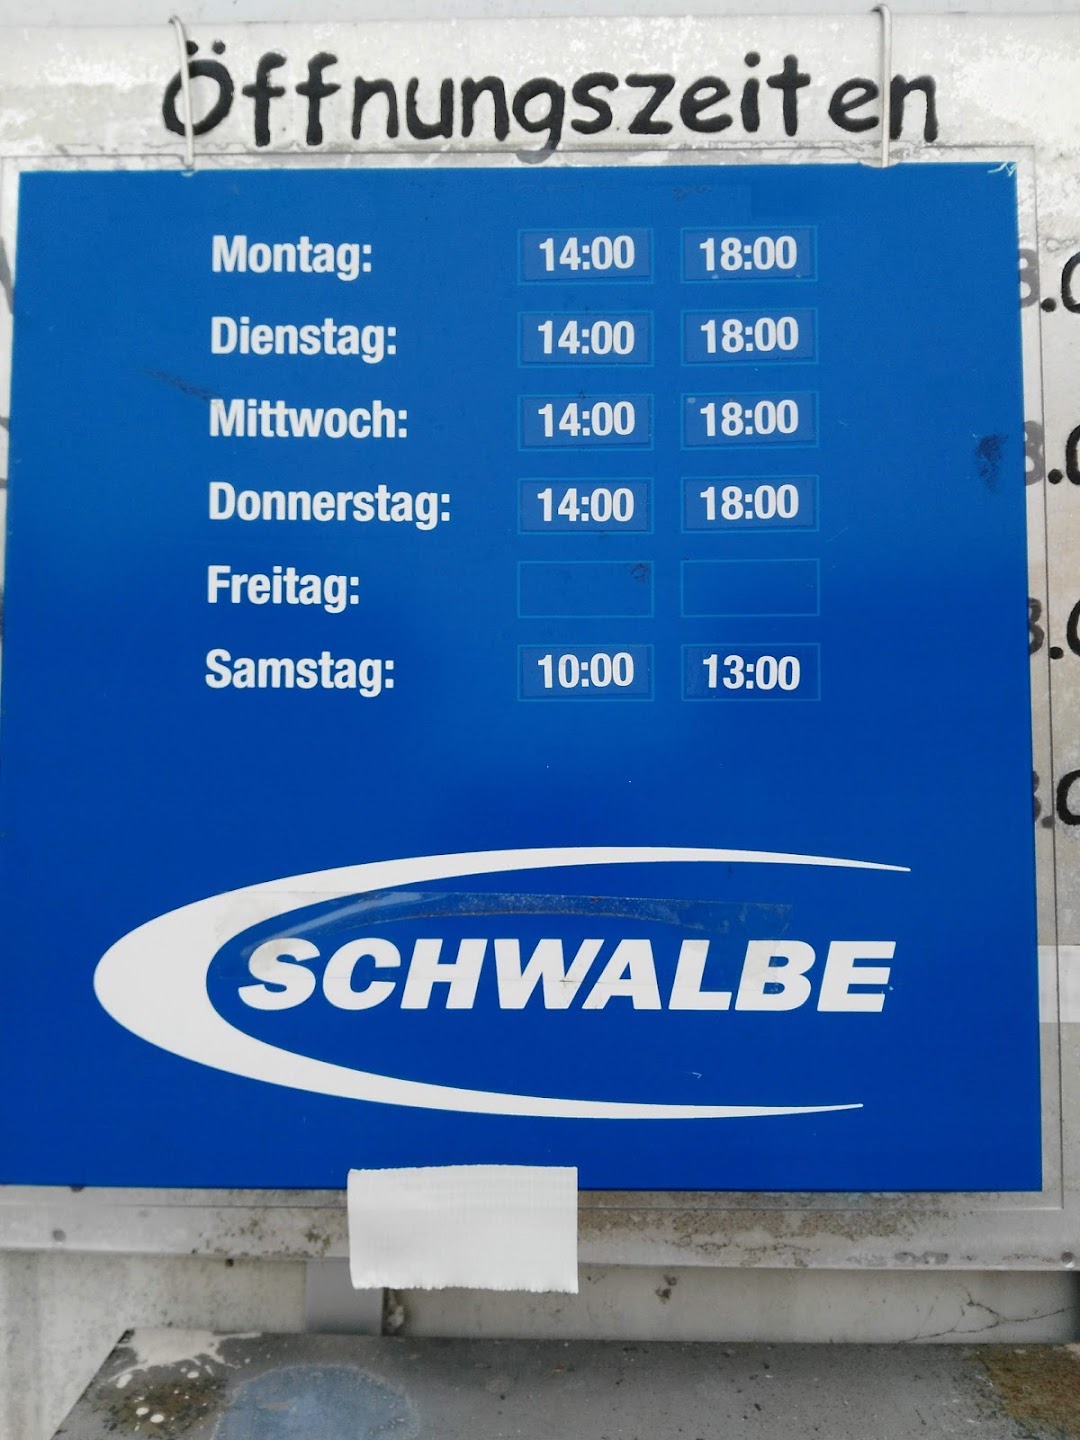 Öffnungszeiten
Montag: 14:00 18:00
Dienstag: 14:00 18:00
Mittwoch: 14:00 18:00
Donnerstag: 14:00 18:00
Freitag:
Samstag: 10:00 13:00
SCHWALBE